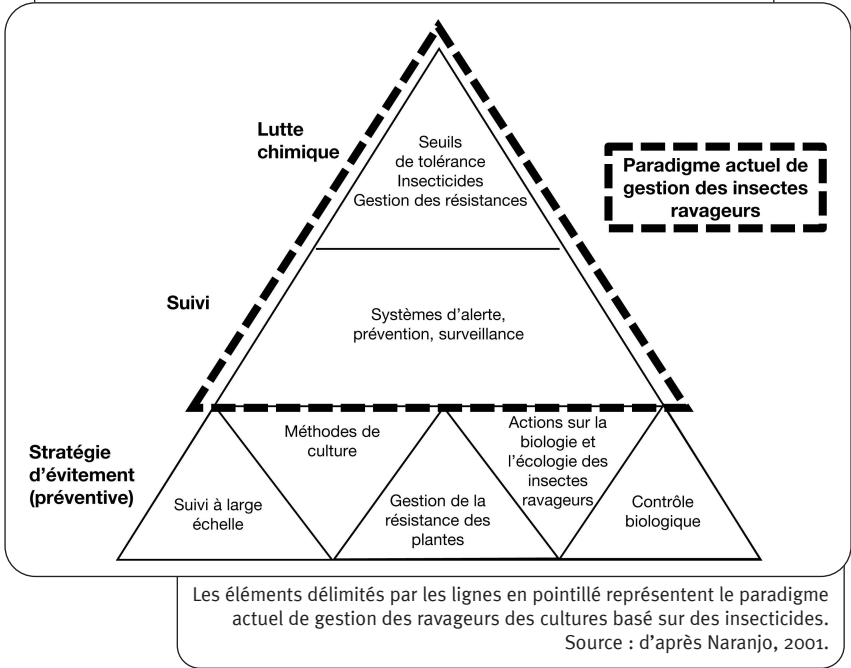 Lutte
chimique
Seuils
de tolérance
Insecticides
Gestion des résistances
Paradigme actuel de
gestion des insectes
ravageurs
Suivi
Systèmes d'alerte,
prévention, surveillance
Stratégie
d'évitement
(préventive)
Suivi à large
échelle
Méthodes de
culture
Gestion de la
résistance des
plantes
Actions sur la
biologie et
l'écologie des
insectes
ravageurs
Contrôle
biologique
Les éléments délimités par les lignes en pointillé représentent le paradigme
actuel de gestion des ravageurs des cultures basé sur des insecticides.
Source : d'après Naranjo, 2001.